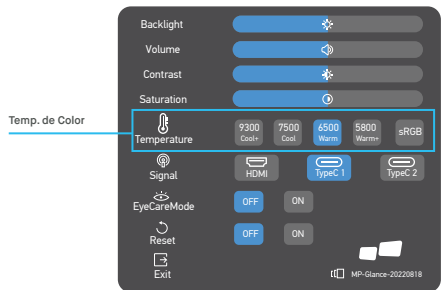 Backlight
Volume
Contrast
Saturation
Temp. de Color
Temperature
9300 Cool+ 7500 Cool 6500 Warm 5800 Warm+ sRGB
Signal
HDMI TypeC 1 TypeC 2
EyeCareMode
OFF ON
Reset
OFF ON
Exit
MP-Glance-20220818